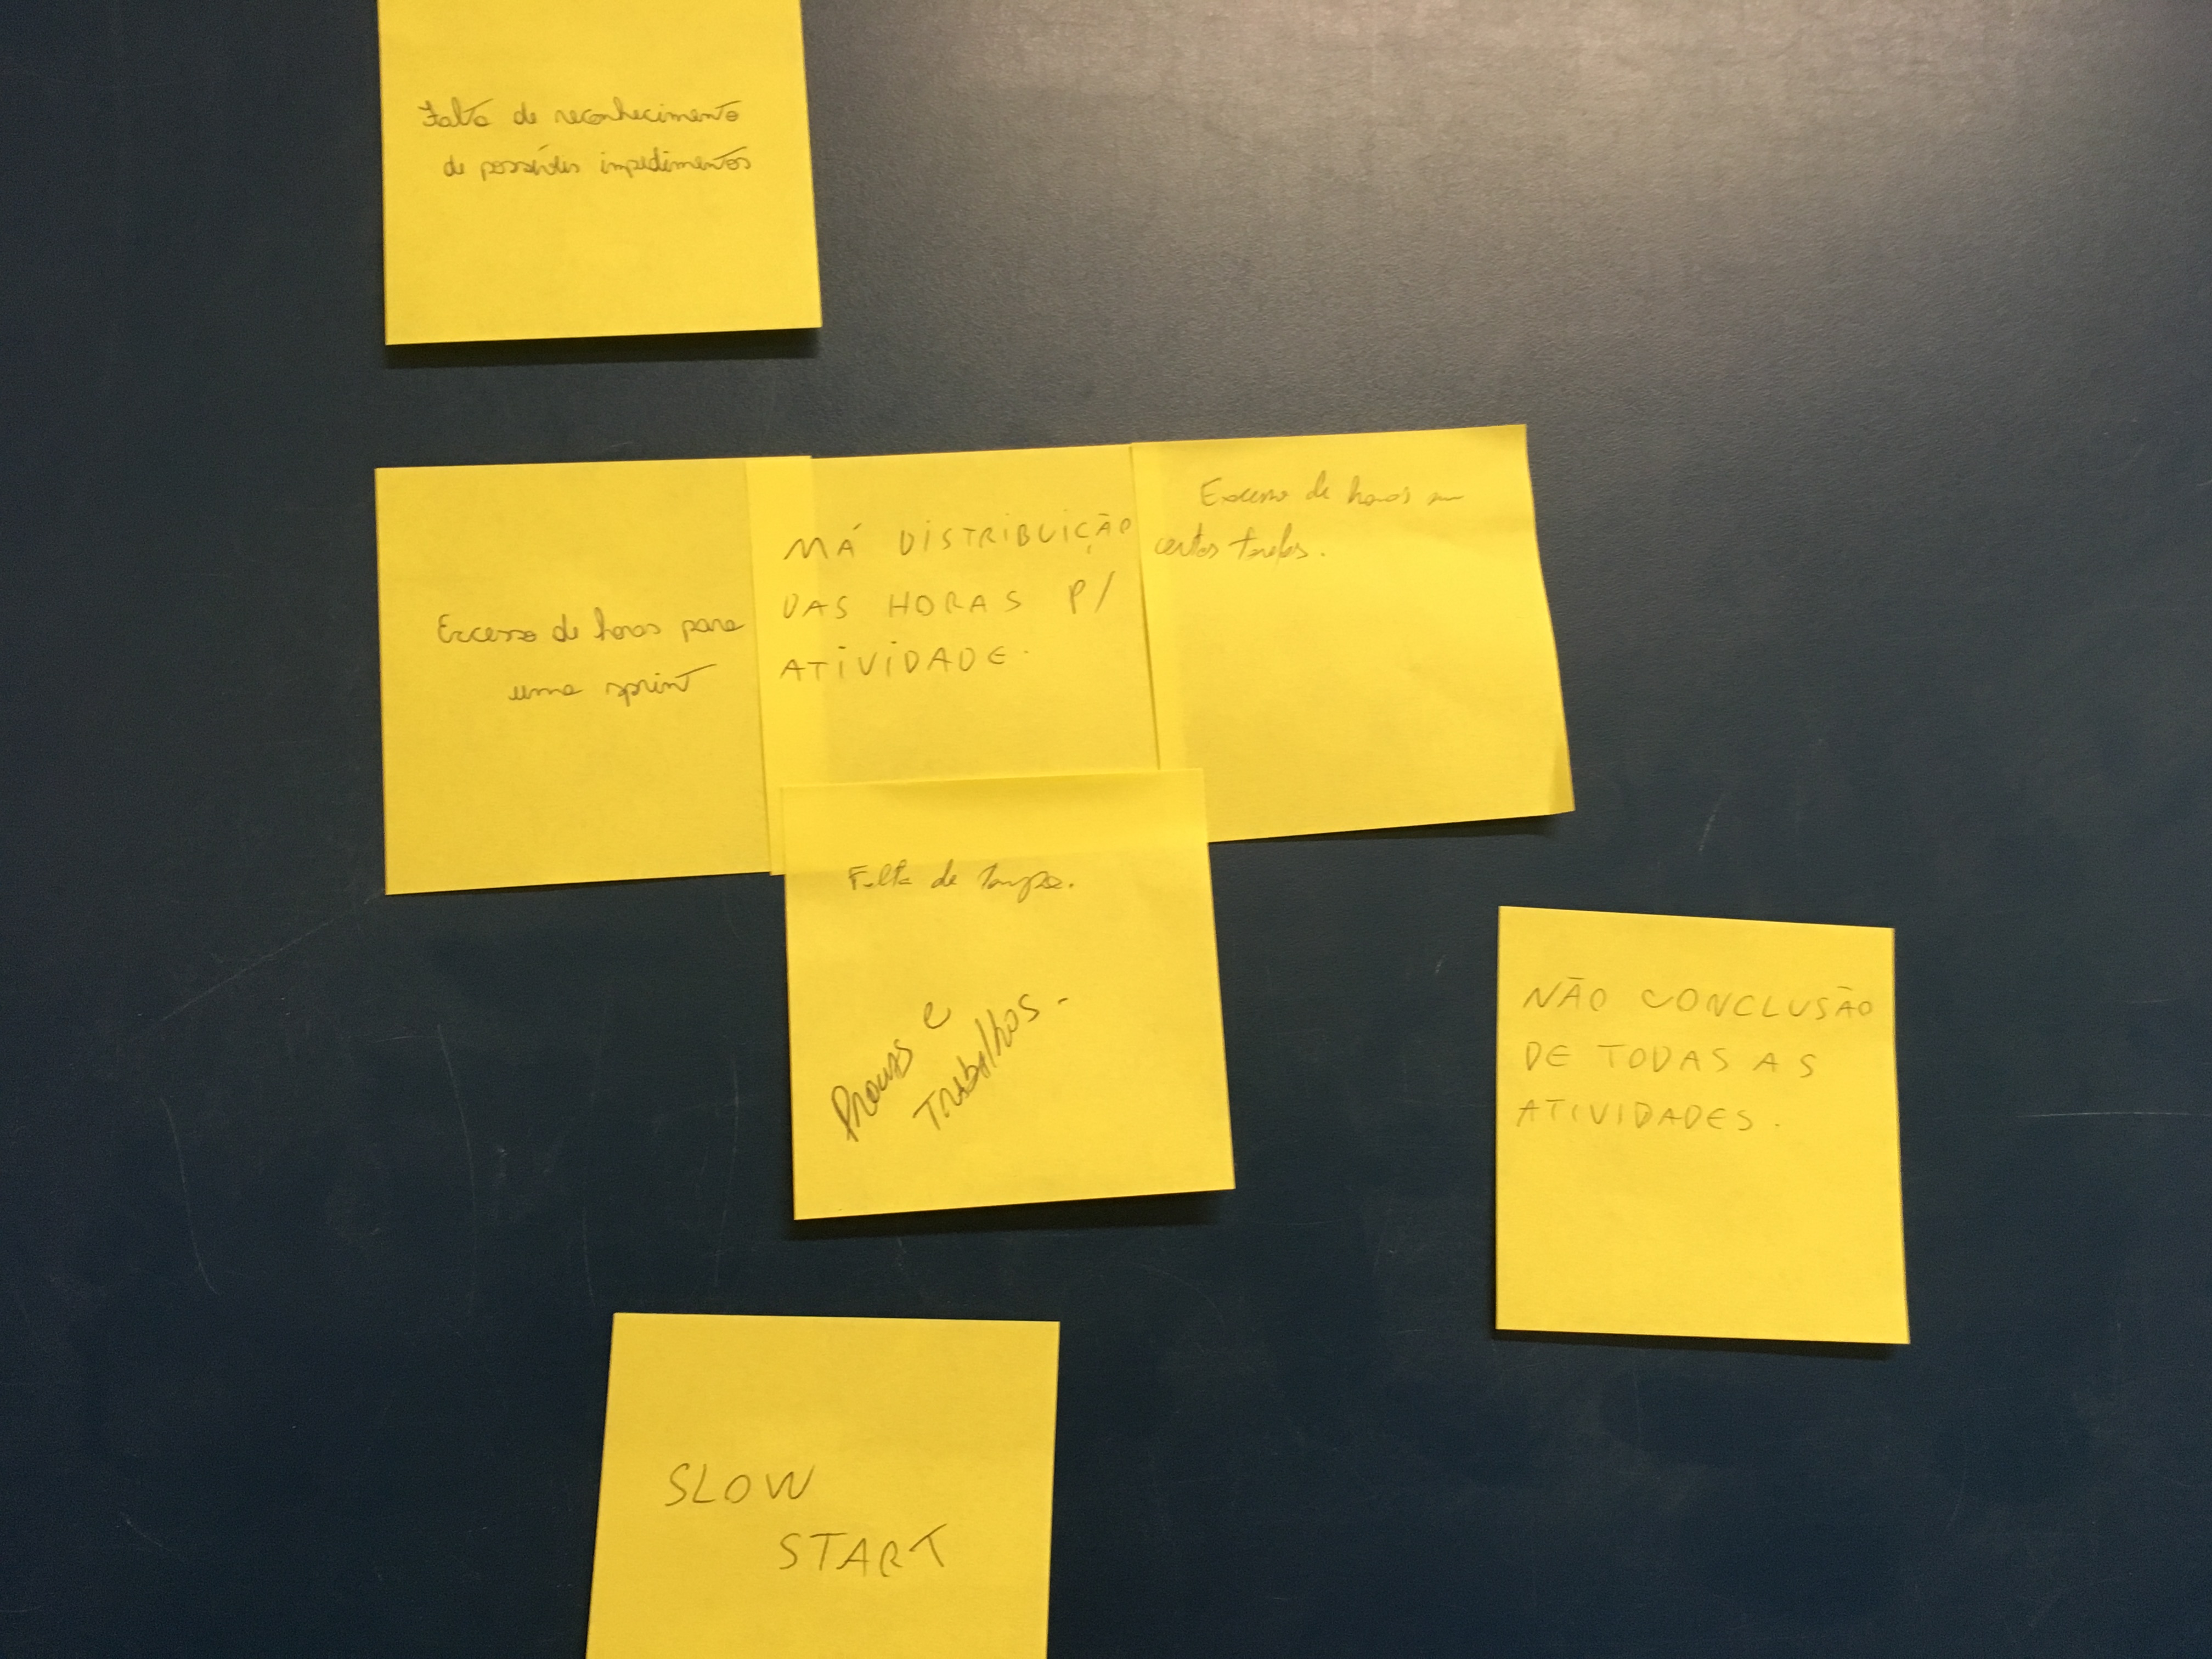 Falta de reconhecimento
de possíveis impedimentos
Excesso de horas para
uma sprint
MÁ DISTRIBUIÇÃO
DAS HORAS P/
ATIVIDADE.
Excesso de horas em
certas tarefas.
Falta de tempo.
Provas e
Trabalhos.
NÃO CONCLUSÃO
DE TODAS AS
ATIVIDADES.
SLOW
START